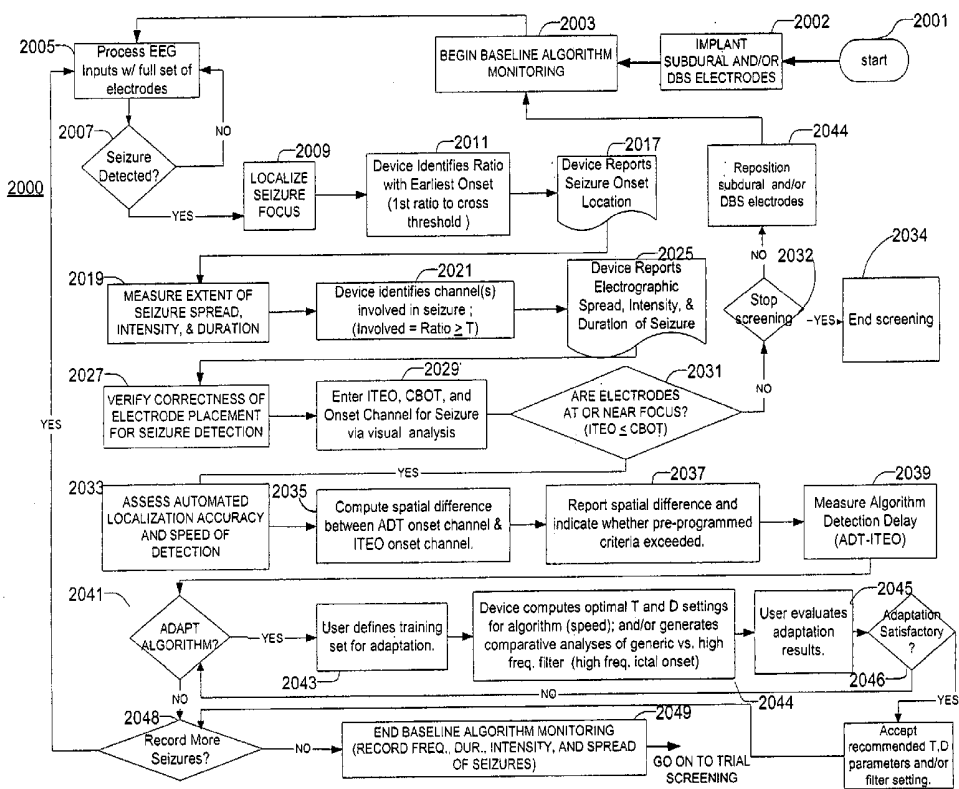 2001
start
2002
IMPLANT
SUBDURAL AND/OR
DBS ELECTRODES
2003
BEGIN BASELINE ALGORITHM
MONITORING
2005
Process EEG
Inputs w/ full set of
electrodes
NO
2007
Seizure
Detected?
YES
2000
2009
LOCALIZE
SEIZURE
FOCUS
2011
Device Identifies Ratio
with Earliest Onset
(1st ratio to cross
threshold )
2017
Device Reports
Seizure Onset
Location
2044
Reposition
subdural and/or
DBS electrodes
NO
2032
Stop
screening
YES
2034
End screening
2019
MEASURE EXTENT OF
SEIZURE SPREAD,
INTENSITY, & DURATION
2021
Device identifies channel(s)
involved in seizure ;
(Involved = Ratio ≥ T)
2025
Device Reports
Electrographic
Spread, Intensity, &
Duration of Seizure
2027
VERIFY CORRECTNESS OF
ELECTRODE PLACEMENT
FOR SEIZURE DETECTION
2029
Enter ITEO, CBOT, and
Onset Channel for Seizure
via visual analysis
2031
ARE ELECTRODES
AT OR NEAR FOCUS?
(ITEO ≤ CBOT)
NO
YES
YES
2033
ASSESS AUTOMATED
LOCALIZATION ACCURACY
AND SPEED OF
DETECTION
2035
Compute spatial difference
between ADT onset channel &
ITEO onset channel.
2037
Report spatial difference and
indicate whether pre-programmed
criteria exceeded.
2039
Measure Algorithm
Detection Delay
(ADT-ITEO)
2041
ADAPT
ALGORITHM?
YES
User defines training
set for adaptation.
2043
Device computes optimal T and D settings
for algorithm (speed); and/or generates
comparative analyses of generic vs. high
freq. filter (high freq. ictal onset)
2044
2045
User evaluates
adaptation
results.
Adaptation
Satisfactory
?
2046
NO
YES
NO
2048
Record More
Seizures?
NO
2049
END BASELINE ALGORITHM MONITORING
(RECORD FREQ., DUR., INTENSITY, AND SPREAD
OF SEIZURES)
GO ON TO TRIAL
SCREENING
Accept
recommended T,D
parameters and/or
filter setting.